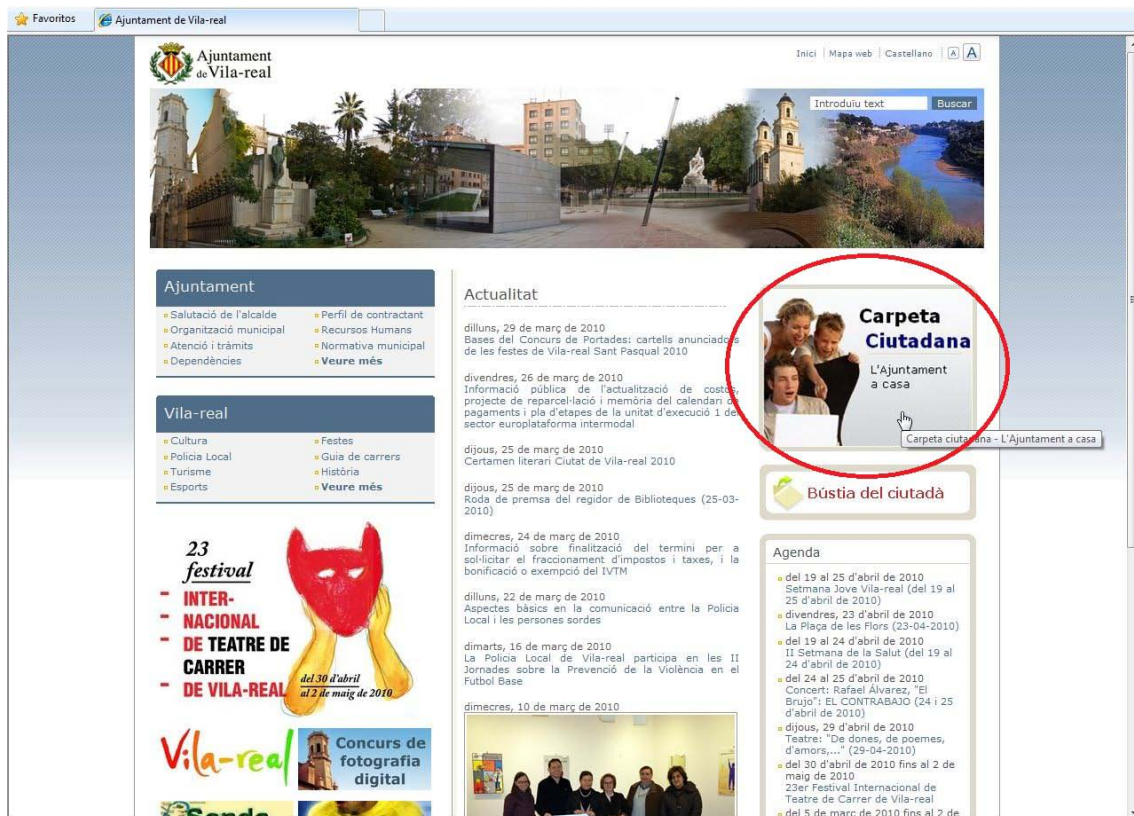 Favoritos
Ajuntament de Vila-real
Ajuntament
de Vila-real
Inici | Mapa web | Castellano | A A
Introduïu text
Buscar
Ajuntament
Salutació de l'alcalde
Organització municipal
Atenció i tràmits
Dependències
Perfil de contractant
Recursos Humans
Normativa municipal
Veure més
Vila-real
Cultura
Policia Local
Turisme
Esports
Festes
Guia de carrers
Història
Veure més
23
festival
INTER-
NACIONAL
DE TEATRE DE
CARRER
DE VILA-REAL
del 30 d'abril
al 2 de maig de 2010
Vila-real
Concurs de
fotografia
digital
Actualitat
dilluns, 29 de març de 2010
Bases del Concurs de Portades: cartells anunciadors
de les festes de Vila-real Sant Pasqual 2010
divendres, 26 de març de 2010
Informació pública de l'actualització de costos,
projecte de reparcel·lació i memòria del calendari de
pagaments i pla d'etapes de la unitat d'execució 1 del
sector europlataforma intermodal
dijous, 25 de març de 2010
Certamen literari Ciutat de Vila-real 2010
dijous, 25 de març de 2010
Roda de premsa del regidor de Biblioteques (25-03-
2010)
dimecres, 24 de març de 2010
Informació sobre finalització del termini per a
sol·licitar el fraccionament d'impostos i taxes, i la
bonificació o exempció del IVTM
dilluns, 22 de març de 2010
Aspectes bàsics en la comunicació entre la Policia
Local i les persones sordes
dimarts, 16 de març de 2010
La Policia Local de Vila-real participa en les II
Jornades sobre la Prevenció de la Violència en el
Futbol Base
dimecres, 10 de març de 2010
Carpeta
Ciutadana
L'Ajuntament
a casa
Carpeta ciutadana - L'Ajuntament a casa
Bústia del ciutadà
Agenda
del 19 al 25 d'abril de 2010
Setmana Jove Vila-real (del 19 al
25 d'abril de 2010)
divendres, 23 d'abril de 2010
La Plaça de les Flors (23-04-2010)
del 19 al 24 d'abril de 2010
II Setmana de la Salut (del 19 al
24 d'abril de 2010)
del 24 al 25 d'abril de 2010
Concert: Rafael Álvarez, "El
Brujo": EL CONTRABAJO (24 i 25
d'abril de 2010)
dijous, 29 d'abril de 2010
Teatre: "De dones, de poemes,
d'amors,..." (29-04-2010)
del 30 d'abril de 2010 fins al 2 de
maig de 2010
23er Festival Internacional de
Teatre de Carrer de Vila-real
del 5 de març de 2010 fins al 2 de